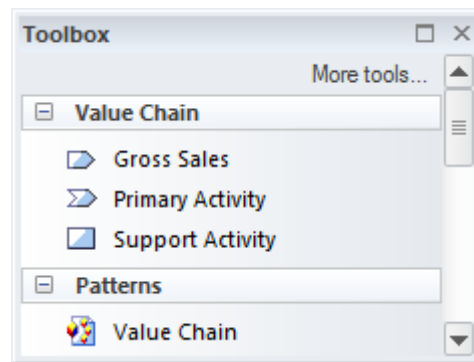 Toolbox
More tools...
Value Chain
Gross Sales
Primary Activity
Support Activity
Patterns
Value Chain